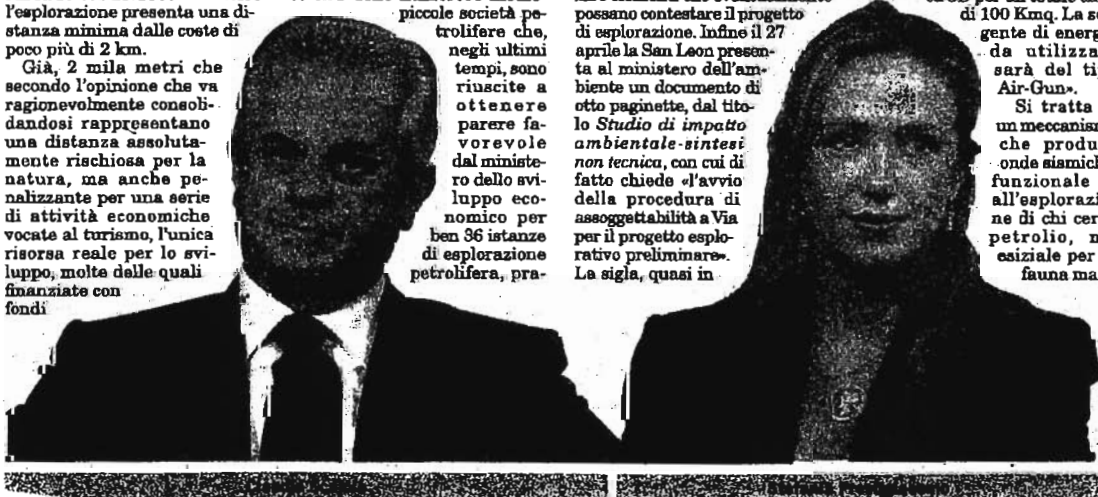 l'esplorazione presenta una di-
stanza minima dalle coste di
poco più di 2 km.
Già, 2 mila metri che
secondo l'opinione che va
ragionevolmente consoli-
dandosi rappresentano
una distanza assoluta-
mente rischiosa per la
natura, ma anche pe-
nalizzante per una serie
di attività economiche
vocate al turismo, l'unica
risorsa reale per lo svi-
luppo, molte delle quali
finanziate con
fondi
piccole società pe-
trolifere che,
negli ultimi
tempi, sono
riuscite a
ottenere
parere fa-
vorevole
dal ministe-
ro dello svi-
luppo eco-
nomico per
ben 36 istanze
di esplorazione
petrolifera, pra-
possano contestare il progetto
di esplorazione. Infine il 27
aprile la San Leon presen-
ta al ministero dell'am-
biente un documento di
otto paginette, dal tito-
lo Studio di impatto
ambientale-sintesi
non tecnica, con cui di
fatto chiede «l'avvio
della procedura di
assoggettabilità a Via
per il progetto esplo-
rativo preliminare».
La sigla, quasi in
di 100 Kmq. La so
gente di energ
da utilizza
sarà del ti
Air-Gun».
Si tratta
un meccanism
che produ
onde sismich
funzionale
all'esplorazi
ne di chi cer
petrolio, m
esiziale per
fauna ma